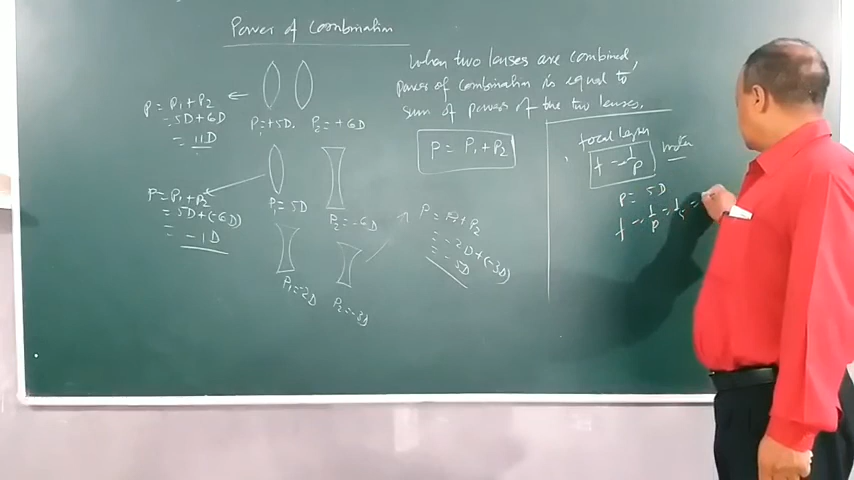 Power of Combination
When two lenses are combined,
power of combination is equal to
sum of powers of the two lenses.
P = P₁ + P₂
P = P₁ + P₂
= 5D + 6D
= 11D
P₁ = +5D. P₂ = +6D
P = P₁ + P₂
= 5D + (-6D)
= -1D
P₁ = 5D
P₂ = -6D
P = P₁ + P₂
= -2D + (-3D)
= -5D
P₁ = -2D
P₂ = -3D
focal length
f = 1/P meter
P = 5D
f = 1/P = 1/5 =